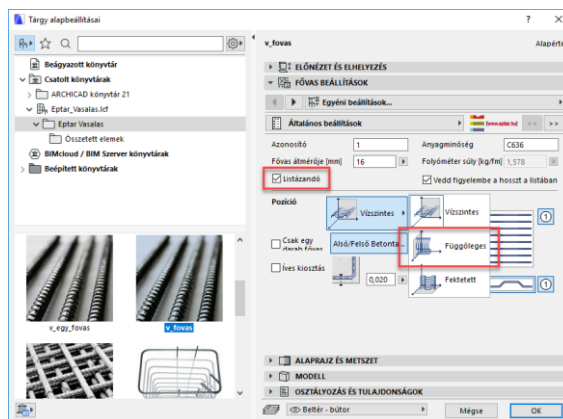 Tárgy alapbeállításai
v_fovas
Alapérte
Beágyazott könyvtár
Csatolt könyvtárak
ARCHICAD könyvtár 21
Eptar_Vasalas.lcf
Eptar Vasalas
Összetett elemek
BIMcloud / BIM Szerver könyvtárak
Beépített könyvtárak
v_egy_fovas
v_fovas
ELŐNÉZET ÉS ELHELYEZÉS
FŐVAS BEÁLLÍTÁSOK
Egyéni beállítások...
Általános beállítások
Azonosító
1
Anyagminőség
C636
Fővas átmérője [mm]
16
Folyóméter súly [kg/fm]
1,578
Listázandó
Vedd figyelembe a hosszt a listában
Pozíció
Vízszintes
Vízszintes
1
Csak egy
darab fővas
Alsó/Felső Betonta...
Függőleges
Íves kiosztás
0,020
Fektetett
1
ALAPRAJZ ÉS METSZET
MODELL
OSZTÁLYOZÁS ÉS TULAJDONSÁGOK
Beltér - bútor
Mégse
OK